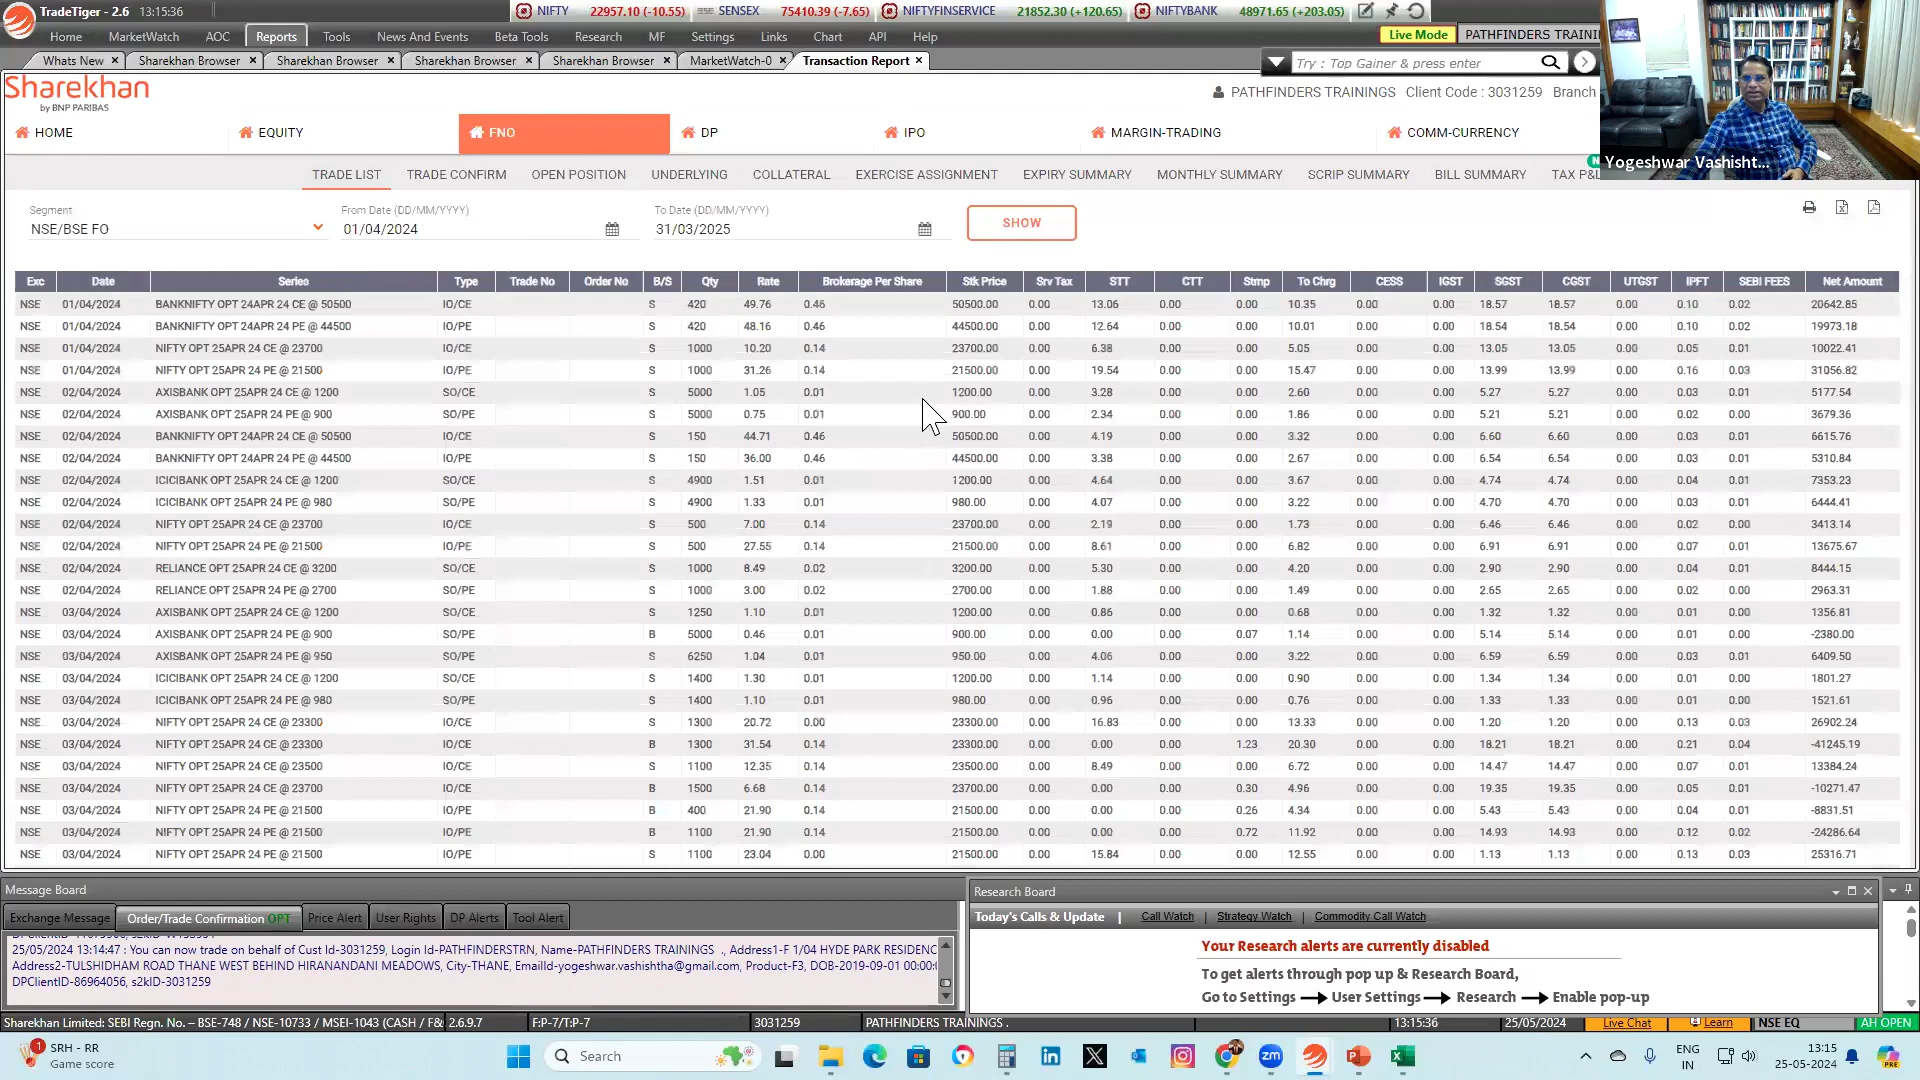 TradeTiger - 2.6 13:15:36 NIFTY 22957.10 (-10.55) SENSEX 75410.39 (-7.65) NIFTYFINSERVICE 21852.30 (+120.65) NIFTYBANK 48971.65 (+203.05)
Home MarketWatch AOC Reports Tools News And Events Beta Tools Research MF Settings Links Chart API Help Live Mode PATHFINDERS TRAINI
Whats New Sharekhan Browser Sharekhan Browser Sharekhan Browser Sharekhan Browser MarketWatch-0 Transaction Report Try : Top Gainer & press enter
Sharekhan
by BNP PARIBAS
PATHFINDERS TRAININGS Client Code : 3031259 Branch
HOME EQUITY FNO DP IPO MARGIN-TRADING COMM-CURRENCY
Yogeshwar Vashisht...
TRADE LIST TRADE CONFIRM OPEN POSITION UNDERLYING COLLATERAL EXERCISE ASSIGNMENT EXPIRY SUMMARY MONTHLY SUMMARY SCRIP SUMMARY BILL SUMMARY TAX P&L
Segment From Date (DD/MM/YYYY) To Date (DD/MM/YYYY)
NSE/BSE FO 01/04/2024 31/03/2025 SHOW
Exc Date Series Type Trade No Order No B/S Qty Rate Brokerage Per Share Stk Price Srv Tax STT CTT Stmp To Chrg CESS IGST SGST CGST UTGST IPFT SEBI FEES Net Amount
NSE 01/04/2024 BANKNIFTY OPT 24APR 24 CE @ 50500 IO/CE S 420 49.76 0.46 50500.00 0.00 13.06 0.00 0.00 10.35 0.00 0.00 18.57 18.57 0.00 0.10 0.02 20642.85
NSE 01/04/2024 BANKNIFTY OPT 24APR 24 PE @ 44500 IO/PE S 420 48.16 0.46 44500.00 0.00 12.64 0.00 0.00 10.01 0.00 0.00 18.54 18.54 0.00 0.10 0.02 19973.18
NSE 01/04/2024 NIFTY OPT 25APR 24 CE @ 23700 IO/CE S 1000 10.20 0.14 23700.00 0.00 6.38 0.00 0.00 5.05 0.00 0.00 13.05 13.05 0.00 0.05 0.01 10022.41
NSE 01/04/2024 NIFTY OPT 25APR 24 PE @ 21500 IO/PE S 1000 31.26 0.14 21500.00 0.00 19.54 0.00 0.00 15.47 0.00 0.00 13.99 13.99 0.00 0.16 0.03 31056.82
NSE 02/04/2024 AXISBANK OPT 25APR 24 CE @ 1200 SO/CE S 5000 1.05 0.01 1200.00 0.00 3.28 0.00 0.00 2.60 0.00 0.00 5.27 5.27 0.00 0.03 0.01 5177.54
NSE 02/04/2024 AXISBANK OPT 25APR 24 PE @ 900 SO/PE S 5000 0.75 0.01 900.00 0.00 2.34 0.00 0.00 1.86 0.00 0.00 5.21 5.21 0.00 0.02 0.00 3679.36
NSE 02/04/2024 BANKNIFTY OPT 24APR 24 CE @ 50500 IO/CE S 150 44.71 0.46 50500.00 0.00 4.19 0.00 0.00 3.32 0.00 0.00 6.60 6.60 0.00 0.03 0.01 6615.76
NSE 02/04/2024 BANKNIFTY OPT 24APR 24 PE @ 44500 IO/PE S 150 36.00 0.46 44500.00 0.00 3.38 0.00 0.00 2.67 0.00 0.00 6.54 6.54 0.00 0.03 0.01 5310.84
NSE 02/04/2024 ICICIBANK OPT 25APR 24 CE @ 1200 SO/CE S 4900 1.51 0.01 1200.00 0.00 4.64 0.00 0.00 3.67 0.00 0.00 4.74 4.74 0.00 0.04 0.01 7353.23
NSE 02/04/2024 ICICIBANK OPT 25APR 24 PE @ 980 SO/PE S 4900 1.33 0.01 980.00 0.00 4.07 0.00 0.00 3.22 0.00 0.00 4.70 4.70 0.00 0.03 0.01 6444.41
NSE 02/04/2024 NIFTY OPT 25APR 24 CE @ 23700 IO/CE S 500 7.00 0.14 23700.00 0.00 2.19 0.00 0.00 1.73 0.00 0.00 6.46 6.46 0.00 0.02 0.00 3413.14
NSE 02/04/2024 NIFTY OPT 25APR 24 PE @ 21500 IO/PE S 500 27.55 0.14 21500.00 0.00 8.61 0.00 0.00 6.82 0.00 0.00 6.91 6.91 0.00 0.07 0.01 13675.67
NSE 02/04/2024 RELIANCE OPT 25APR 24 CE @ 3200 SO/CE S 1000 8.49 0.02 3200.00 0.00 5.30 0.00 0.00 4.20 0.00 0.00 2.90 2.90 0.00 0.04 0.01 8444.15
NSE 02/04/2024 RELIANCE OPT 25APR 24 PE @ 2700 SO/PE S 1000 3.00 0.02 2700.00 0.00 1.88 0.00 0.00 1.49 0.00 0.00 2.65 2.65 0.00 0.01 0.00 2963.31
NSE 03/04/2024 AXISBANK OPT 25APR 24 CE @ 1200 SO/CE S 1250 1.10 0.01 1200.00 0.00 0.86 0.00 0.00 0.68 0.00 0.00 1.32 1.32 0.00 0.01 0.00 1356.81
NSE 03/04/2024 AXISBANK OPT 25APR 24 PE @ 900 SO/PE B 5000 0.46 0.01 900.00 0.00 0.00 0.00 0.07 1.14 0.00 0.00 5.14 5.14 0.00 0.01 0.00 -2380.00
NSE 03/04/2024 AXISBANK OPT 25APR 24 PE @ 950 SO/PE S 6250 1.04 0.01 950.00 0.00 4.06 0.00 0.00 3.22 0.00 0.00 6.59 6.59 0.00 0.03 0.01 6409.50
NSE 03/04/2024 ICICIBANK OPT 25APR 24 CE @ 1200 SO/CE S 1400 1.30 0.01 1200.00 0.00 1.14 0.00 0.00 0.90 0.00 0.00 1.34 1.34 0.00 0.01 0.00 1801.27
NSE 03/04/2024 ICICIBANK OPT 25APR 24 PE @ 980 SO/PE S 1400 1.10 0.01 980.00 0.00 0.96 0.00 0.00 0.76 0.00 0.00 1.33 1.33 0.00 0.01 0.00 1521.61
NSE 03/04/2024 NIFTY OPT 25APR 24 CE @ 23300 IO/CE S 1300 20.72 0.00 23300.00 0.00 16.83 0.00 0.00 13.33 0.00 0.00 1.20 1.20 0.00 0.13 0.03 26902.24
NSE 03/04/2024 NIFTY OPT 25APR 24 CE @ 23300 IO/CE B 1300 31.54 0.14 23300.00 0.00 0.00 0.00 1.23 20.30 0.00 0.00 18.21 18.21 0.00 0.21 0.04 -41245.19
NSE 03/04/2024 NIFTY OPT 25APR 24 CE @ 23500 IO/CE S 1100 12.35 0.14 23500.00 0.00 8.49 0.00 0.00 6.72 0.00 0.00 14.47 14.47 0.00 0.07 0.01 13384.24
NSE 03/04/2024 NIFTY OPT 25APR 24 CE @ 23700 IO/CE B 1500 6.68 0.14 23700.00 0.00 0.00 0.00 0.30 4.96 0.00 0.00 19.35 19.35 0.00 0.05 0.01 -10271.47
NSE 03/04/2024 NIFTY OPT 25APR 24 PE @ 21500 IO/PE B 400 21.90 0.14 21500.00 0.00 0.00 0.00 0.26 4.34 0.00 0.00 5.43 5.43 0.00 0.04 0.01 -8831.51
NSE 03/04/2024 NIFTY OPT 25APR 24 PE @ 21500 IO/PE B 1100 21.90 0.14 21500.00 0.00 0.00 0.00 0.72 11.92 0.00 0.00 14.93 14.93 0.00 0.12 0.02 -24286.64
NSE 03/04/2024 NIFTY OPT 25APR 24 PE @ 21500 IO/PE S 1100 23.04 0.00 21500.00 0.00 15.84 0.00 0.00 12.55 0.00 0.00 1.13 1.13 0.00 0.13 0.03 25316.71
Message Board Research Board
Exchange Message Order/Trade Confirmation OPT Price Alert User Rights DP Alerts Tool Alert Today's Calls & Update | Call Watch | Strategy Watch | Commodity Call Watch
25/05/2024 13:14:47 : You can now trade on behalf of Cust Id-3031259, Login Id-PATHFINDERSTRN, Name-PATHFINDERS TRAININGS ., Address1-F 1/04 HYDE PARK RESIDENC
Address2-TULSHIDHAM ROAD THANE WEST BEHIND HIRANANDANI MEADOWS, City-THANE, EmailId-yogeshwar.vashishtha@gmail.com, Product-F3, DOB-2019-09-01 00:00:
DPClientID-86964056, s2kID-3031259
Your Research alerts are currently disabled
To get alerts through pop up & Research Board,
Go to Settings User Settings Research Enable pop-up
Sharekhan Limited: SEBI Regn. No. – BSE-748 / NSE-10733 / MSEI-1043 (CASH / F& 2.6.9.7 F:P-7/T:P-7 3031259 PATHFINDERS TRAININGS . 13:15:36 25/05/2024 Live Chat Learn NSE EQ AH OPEN
1 SRH - RR
Game score
Search
ENG
IN
13:15
25-05-2024